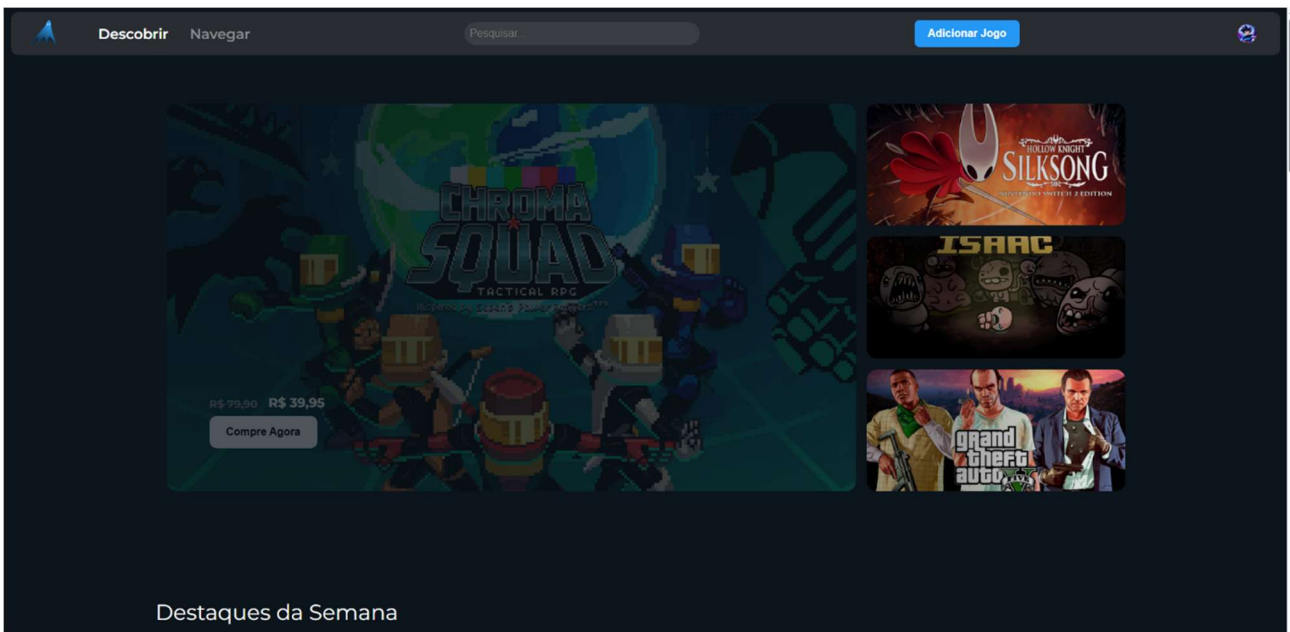 Descobrir
Navegar
Pesquisar...
Adicionar Jogo
CHROMA
SQUAD
TACTICAL RPG
R$ 79,90 R$ 39,95
Compre Agora
HOLLOW KNIGHT
SILKSONG
NINTENDO SWITCH 2 EDITION
ISAAC
grand
theft
auto
FIVE
Destaques da Semana